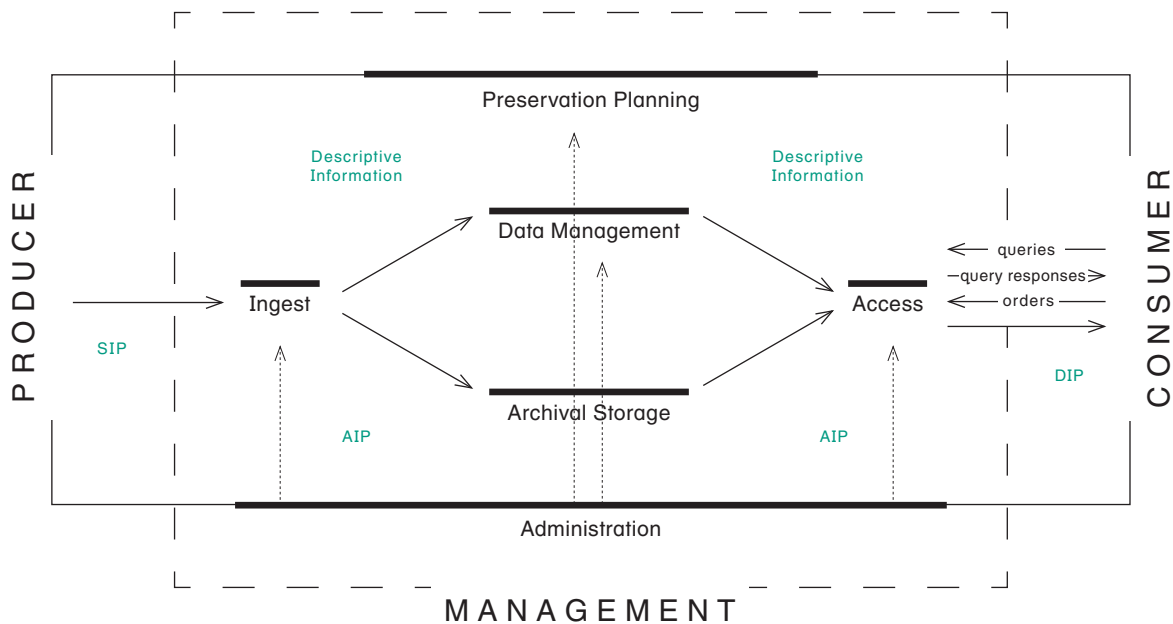 Preservation Planning
Descriptive
Information
Descriptive
Information
PRODUCER
CONSUMER
Data Management
queries
query responses
Ingest
Access
orders
SIP
DIP
Archival Storage
AIP
AIP
Administration
MANAGEMENT